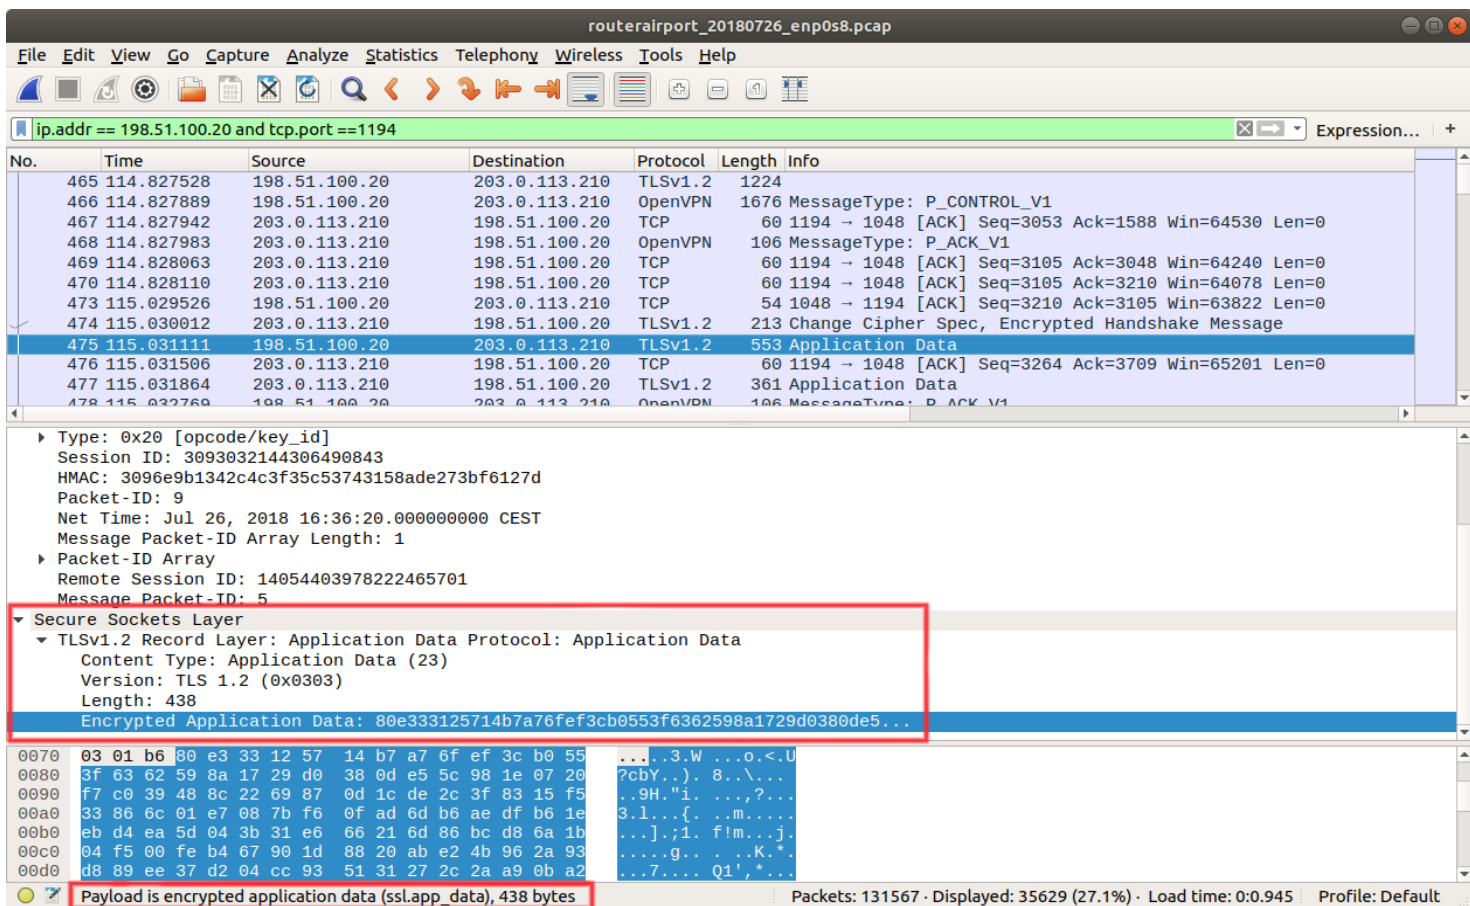 routerairport_20180726_enp0s8.pcap
File Edit View Go Capture Analyze Statistics Telephony Wireless Tools Help
ip.addr == 198.51.100.20 and tcp.port ==1194 Expression... +
No. Time Source Destination Protocol Length Info
465 114.827528 198.51.100.20 203.0.113.210 TLSv1.2 1224
466 114.827889 198.51.100.20 203.0.113.210 OpenVPN 1676 MessageType: P_CONTROL_V1
467 114.827942 203.0.113.210 198.51.100.20 TCP 60 1194 → 1048 [ACK] Seq=3053 Ack=1588 Win=64530 Len=0
468 114.827983 203.0.113.210 198.51.100.20 OpenVPN 106 MessageType: P_ACK_V1
469 114.828063 203.0.113.210 198.51.100.20 TCP 60 1194 → 1048 [ACK] Seq=3105 Ack=3048 Win=64240 Len=0
470 114.828110 203.0.113.210 198.51.100.20 TCP 60 1194 → 1048 [ACK] Seq=3105 Ack=3210 Win=64078 Len=0
473 115.029526 198.51.100.20 203.0.113.210 TCP 54 1048 → 1194 [ACK] Seq=3210 Ack=3105 Win=63822 Len=0
474 115.030012 203.0.113.210 198.51.100.20 TLSv1.2 213 Change Cipher Spec, Encrypted Handshake Message
475 115.031111 198.51.100.20 203.0.113.210 TLSv1.2 553 Application Data
476 115.031506 203.0.113.210 198.51.100.20 TCP 60 1194 → 1048 [ACK] Seq=3264 Ack=3709 Win=65201 Len=0
477 115.031864 203.0.113.210 198.51.100.20 TLSv1.2 361 Application Data
478 115.032769 198.51.100.20 203.0.113.210 OpenVPN 106 MessageType: P_ACK_V1
Type: 0x20 [opcode/key_id]
Session ID: 3093032144306490843
HMAC: 3096e9b1342c4c3f35c53743158ade273bf6127d
Packet-ID: 9
Net Time: Jul 26, 2018 16:36:20.000000000 CEST
Message Packet-ID Array Length: 1
Packet-ID Array
Remote Session ID: 14054403978222465701
Message Packet-ID: 5
Secure Sockets Layer
TLSv1.2 Record Layer: Application Data Protocol: Application Data
Content Type: Application Data (23)
Version: TLS 1.2 (0x0303)
Length: 438
Encrypted Application Data: 80e333125714b7a76fef3cb0553f6362598a1729d0380de5...
0070 03 01 b6 80 e3 33 12 57 14 b7 a7 6f ef 3c b0 55 .....3.W ...o.<.U
0080 3f 63 62 59 8a 17 29 d0 38 0d e5 5c 98 1e 07 20 ?cbY..). 8..\...
0090 f7 c0 39 48 8c 22 69 87 0d 1c de 2c 3f 83 15 f5 ..9H."i. ...,?...
00a0 33 86 6c 01 e7 08 7b f6 0f ad 6d b6 ae df b6 1e 3.l...{. ..m.....
00b0 eb d4 ea 5d 04 3b 31 e6 66 21 6d 86 bc d8 6a 1b ...].;1. f!m...j.
00c0 04 f5 00 fe b4 67 90 1d 88 20 ab e2 4b 96 2a 93 .....g.. . ..K.*.
00d0 d8 89 ee 37 d2 04 cc 93 51 31 27 2c 2a a9 0b a2 ...7.... Q1',*...
Payload is encrypted application data (ssl.app_data), 438 bytes Packets: 131567 · Displayed: 35629 (27.1%) · Load time: 0:0.945 Profile: Default